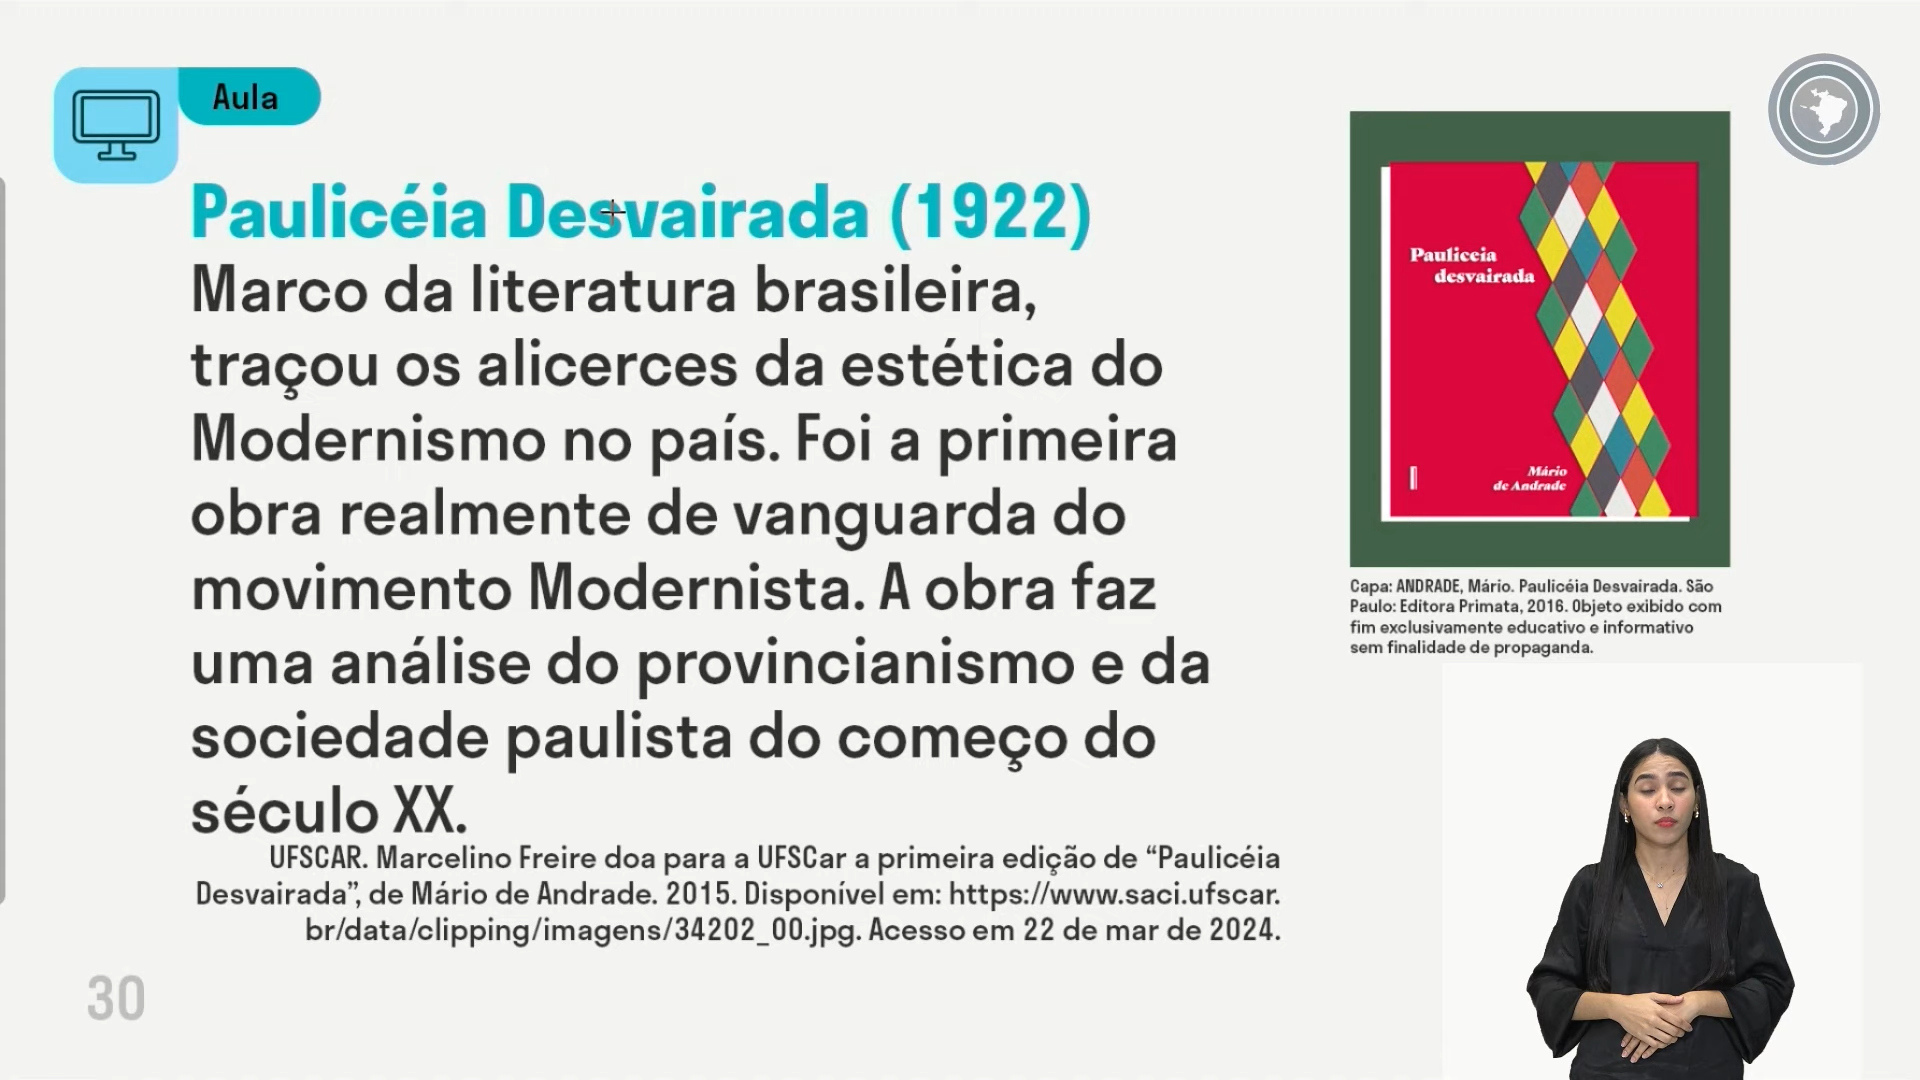 Aula
Paulicéia Desvairada (1922)
Marco da literatura brasileira,
traçou os alicerces da estética do
Modernismo no país. Foi a primeira
obra realmente de vanguarda do
movimento Modernista. A obra faz
uma análise do provincianismo e da
sociedade paulista do começo do
século XX.
UFSCAR. Marcelino Freire doa para a UFSCar a primeira edição de “Paulicéia
Desvairada”, de Mário de Andrade. 2015. Disponível em: https://www.saci.ufscar.
br/data/clipping/imagens/34202_00.jpg. Acesso em 22 de mar de 2024.
30
Pauliceia
desvairada
Mário
de Andrade
Capa: ANDRADE, Mário. Paulicéia Desvairada. São
Paulo: Editora Primata, 2016. Objeto exibido com
fim exclusivamente educativo e informativo
sem finalidade de propaganda.